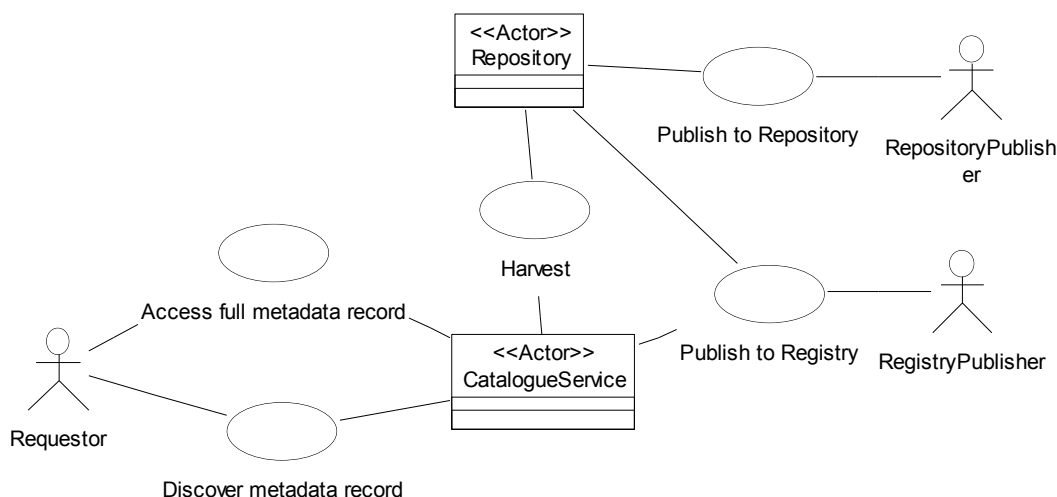 <<Actor>>
Repository
Publish to Repository
RepositoryPublish
er
Harvest
Access full metadata record
<<Actor>>
CatalogueService
Publish to Registry
RegistryPublisher
Requestor
Discover metadata record